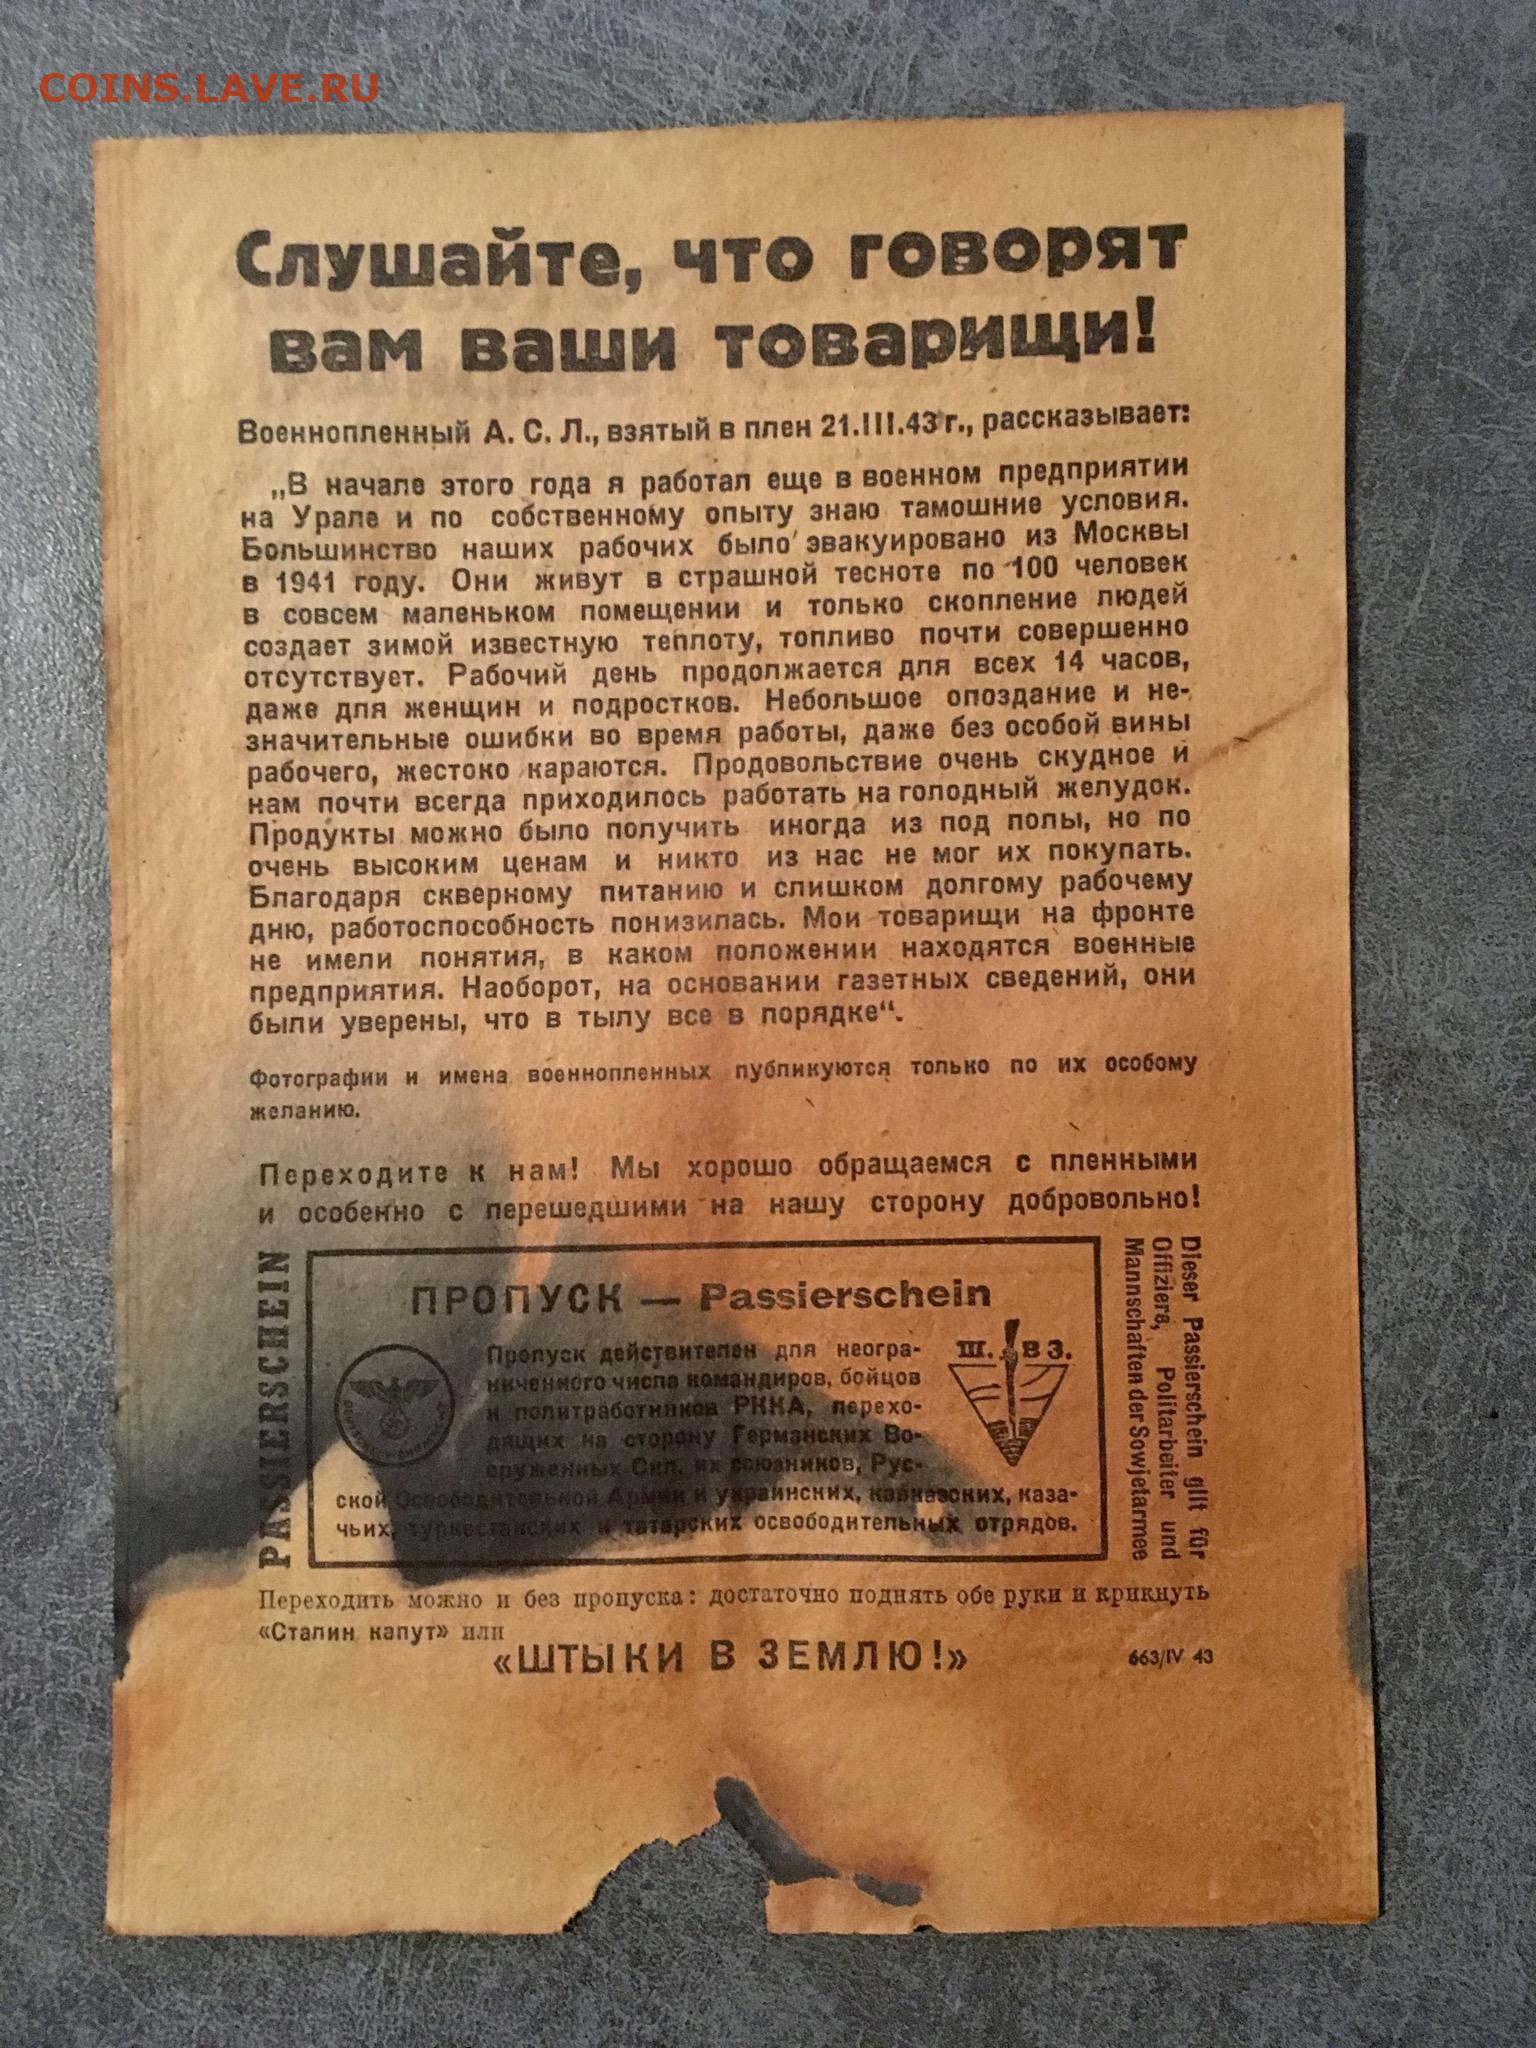 COINS.LAVE.RU
Слушайте, что говорят
вам ваши товарищи!
Военнопленный А. С. Л., взятый в плен 21.III.43 г., рассказывает:
„В начале этого года я работал еще в военном предприятии
на Урале и по собственному опыту знаю тамошние условия.
Большинство наших рабочих было эвакуировано из Москвы
в 1941 году. Они живут в страшной тесноте по 100 человек
в совсем маленьком помещении и только скопление людей
создает зимой известную теплоту, топливо почти совершенно
отсутствует. Рабочий день продолжается для всех 14 часов,
даже для женщин и подростков. Небольшое опоздание и не-
значительные ошибки во время работы, даже без особой вины
рабочего, жестоко караются. Продовольствие очень скудное и
нам почти всегда приходилось работать на голодный желудок.
Продукты можно было получить иногда из под полы, но по
очень высоким ценам и никто из нас не мог их покупать.
Благодаря скверному питанию и слишком долгому рабочему
дню, работоспособность понизилась. Мои товарищи на фронте
не имели понятия, в каком положении находятся военные
предприятия. Наоборот, на основании газетных сведений, они
были уверены, что в тылу все в порядке“.
Фотографии и имена военнопленных публикуются только по их особому
желанию.
Переходите к нам! Мы хорошо обращаемся с пленными
и особенно с перешедшими на нашу сторону добровольно!
PASSIERSCHEIN
ПРОПУСК — Passierschein
Пропуск действителен для неогра-
ниченного числа командиров, бойцов
и политработников РККА, перехо-
дящих на сторону Германских Во-
оруженных Сил, их союзников, Рус-
ской Освободительной Армии и украинских, кавказских, каза-
чьих, туркестанских и татарских освободительных отрядов.
Ш. В З.
Dieser Passierschein gilt für
Offiziere, Politarbeiter und
Mannschaften der Sowjetarmee
Переходить можно и без пропуска: достаточно поднять обе руки и крикнуть
«Сталин капут» или
«ШТЫКИ В ЗЕМЛЮ!»
663/IV 43